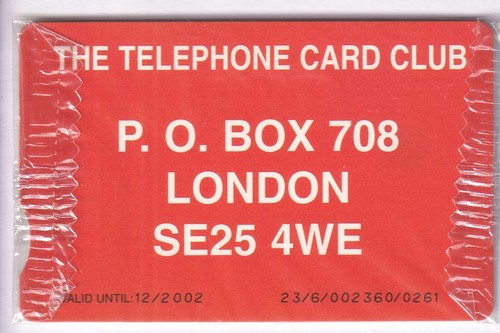 THE TELEPHONE CARD CLUB
P. O. BOX 708
LONDON
SE25 4WE
VALID UNTIL: 12/2002 23/6/002360/0261